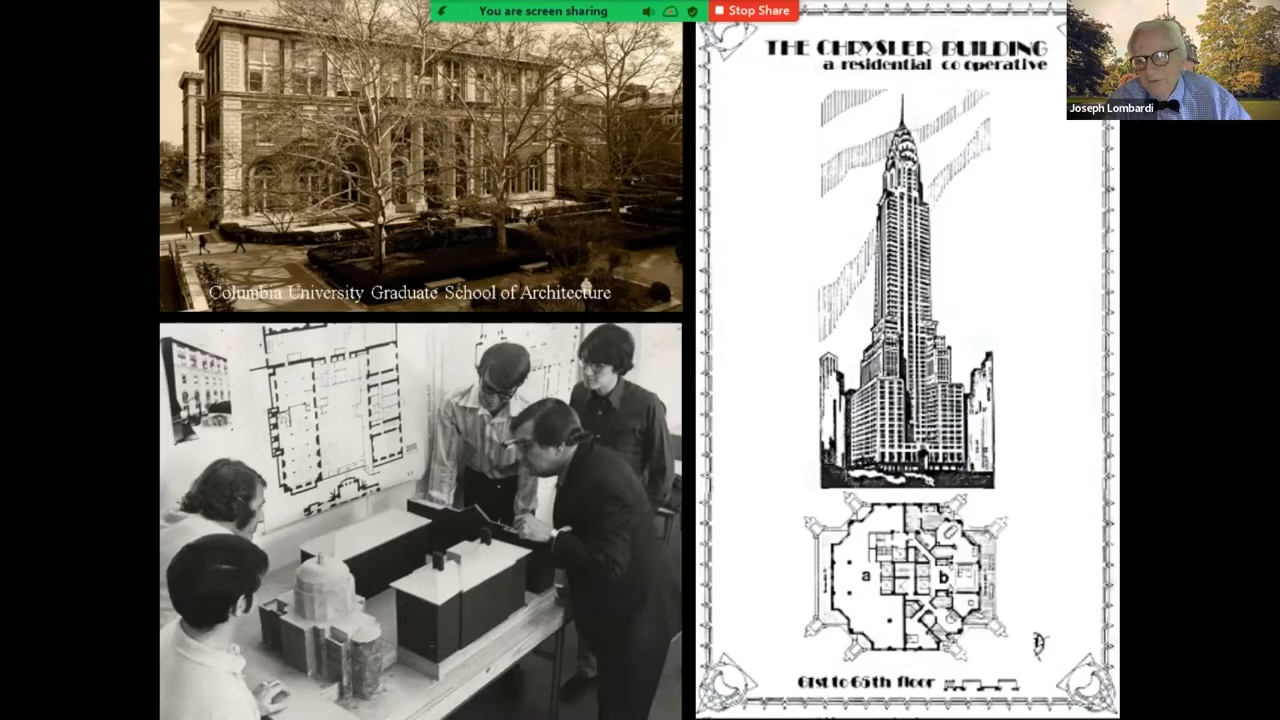 You are screen sharing
Stop Share
Joseph Lombardi
Columbia University Graduate School of Architecture
THE CHRYSLER BUILDING
a residential cooperative
a
b
61st to 65th floor